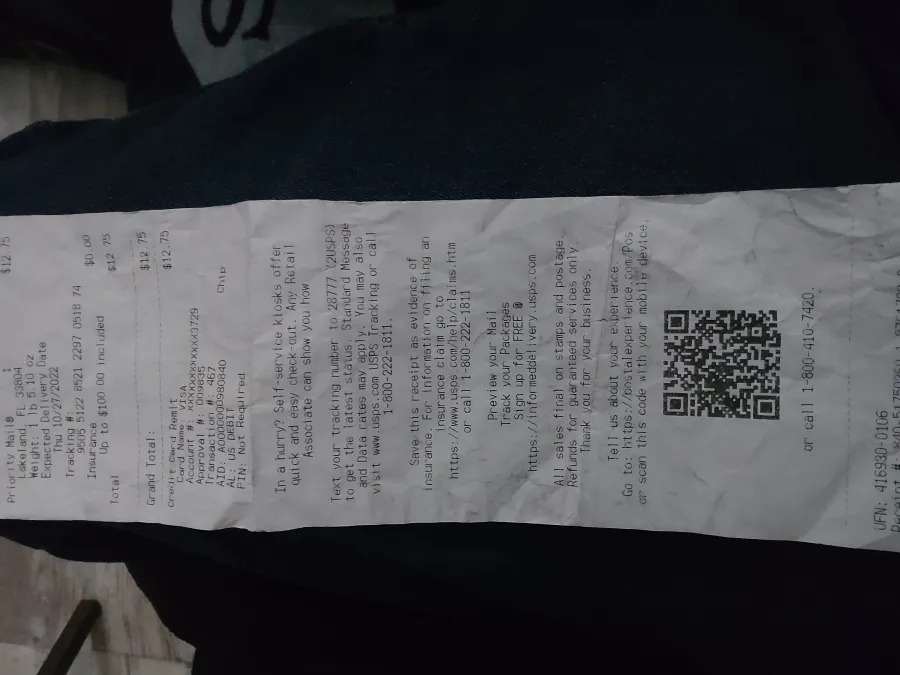 Priority Mail® 1 $12.75
Lakeland, FL 33804
Weight: 1 lb 5.10 oz
Expected Delivery Date
Thu 10/27/2022
Tracking #:
9505 5122 8521 2297 0518 74
Insurance $0.00
Up to $100.00 included
Total $12.75
Grand Total: $12.75
Credit Card Remit $12.75
Card Name: VISA
Account #: XXXXXXXXXXXX3729
Approval #: 009835
Transaction #: 467
AID: A0000000980840 Chip
AL: US DEBIT
PIN: Not Required
In a hurry? Self-service kiosks offer
quick and easy check-out. Any Retail
Associate can show you how
Text your tracking number to 28777 (2USPS)
to get the latest status. Standard Message
and Data rates may apply. You may also
visit www.usps.com USPS Tracking or call
1-800-222-1811.
Save this receipt as evidence of
insurance. For information on filing an
insurance claim go to
https://www.usps.com/help/claims.htm
or call 1-800-222-1811
Preview your Mail
Track your Packages
Sign up for FREE @
https://informeddelivery.usps.com
All sales final on stamps and postage.
Refunds for guaranteed services only.
Thank you for your business.
Tell us about your experience
Go to: https://postalexperience.com/Pos
or scan this code with your mobile device,
or call 1-800-410-7420.
UFN: 416930-0106
Receipt #: